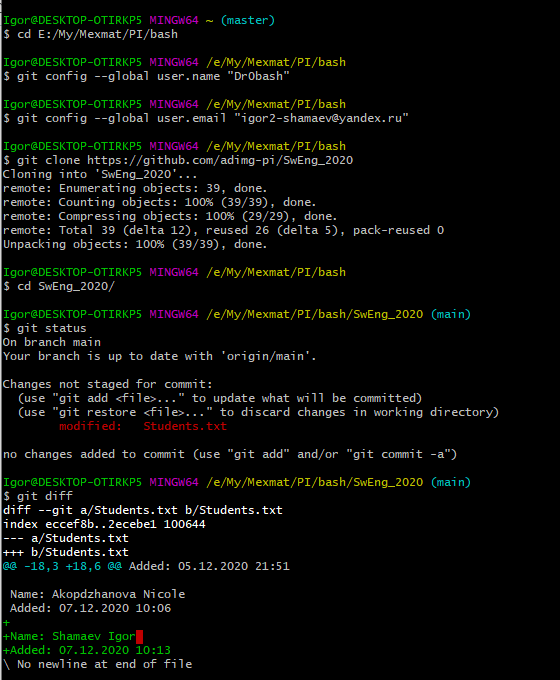 Igor@DESKTOP-OTIRKP5 MINGW64 ~ (master)
$ cd E:/My/Mexmat/PI/bash
Igor@DESKTOP-OTIRKP5 MINGW64 /e/My/Mexmat/PI/bash
$ git config --global user.name "DrObash"
Igor@DESKTOP-OTIRKP5 MINGW64 /e/My/Mexmat/PI/bash
$ git config --global user.email "igor2-shamaev@yandex.ru"
Igor@DESKTOP-OTIRKP5 MINGW64 /e/My/Mexmat/PI/bash
$ git clone https://github.com/adimg-pi/SwEng_2020
Cloning into 'SwEng_2020'...
remote: Enumerating objects: 39, done.
remote: Counting objects: 100% (39/39), done.
remote: Compressing objects: 100% (29/29), done.
remote: Total 39 (delta 12), reused 26 (delta 5), pack-reused 0
Unpacking objects: 100% (39/39), done.
Igor@DESKTOP-OTIRKP5 MINGW64 /e/My/Mexmat/PI/bash
$ cd SwEng_2020/
Igor@DESKTOP-OTIRKP5 MINGW64 /e/My/Mexmat/PI/bash/SwEng_2020 (main)
$ git status
On branch main
Your branch is up to date with 'origin/main'.
Changes not staged for commit:
  (use "git add <file>..." to update what will be committed)
  (use "git restore <file>..." to discard changes in working directory)
        modified:   Students.txt
no changes added to commit (use "git add" and/or "git commit -a")
Igor@DESKTOP-OTIRKP5 MINGW64 /e/My/Mexmat/PI/bash/SwEng_2020 (main)
$ git diff
diff --git a/Students.txt b/Students.txt
index eccef8b..2ecebe1 100644
--- a/Students.txt
+++ b/Students.txt
@@ -18,3 +18,6 @@ Added: 05.12.2020 21:51
 Name: Akopdzhanova Nicole
 Added: 07.12.2020 10:06
+
+Name: Shamaev Igor
+Added: 07.12.2020 10:13
\ No newline at end of file